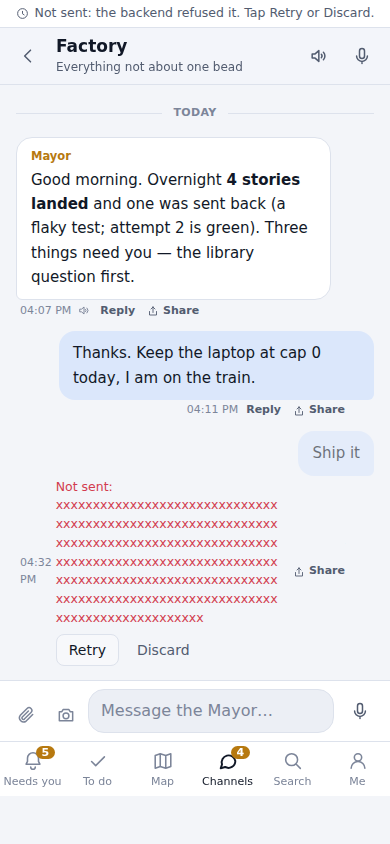 Not sent: the backend refused it. Tap Retry or Discard.
Factory
Everything not about one bead
TODAY
Mayor
Good morning. Overnight 4 stories
landed and one was sent back (a
flaky test; attempt 2 is green). Three
things need you — the library
question first.
04:07 PM Reply Share
Thanks. Keep the laptop at cap 0
today, I am on the train.
04:11 PM Reply Share
Ship it
Not sent:
xxxxxxxxxxxxxxxxxxxxxxxxxxxxxx
xxxxxxxxxxxxxxxxxxxxxxxxxxxxxx
xxxxxxxxxxxxxxxxxxxxxxxxxxxxxx
xxxxxxxxxxxxxxxxxxxxxxxxxxxxxx
xxxxxxxxxxxxxxxxxxxxxxxxxxxxxx
xxxxxxxxxxxxxxxxxxxxxxxxxxxxxx
xxxxxxxxxxxxxxxxxxxx
04:32
PM
Share
Retry Discard
Message the Mayor…
5 4
Needs you To do Map Channels Search Me